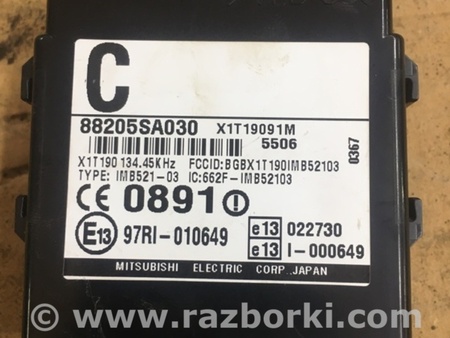 C
88205SA030 X1T19091M
5506
0367
X1T190 134.45KHz FCCID:BGBX1T190IMB52103
TYPE: IMB521-03 IC:662F-IMB52103
CE 0891
E13 97RI-010649
e13 022730
e13 I-000649
MITSUBISHI ELECTRIC CORP. JAPAN
© www.razborki.com